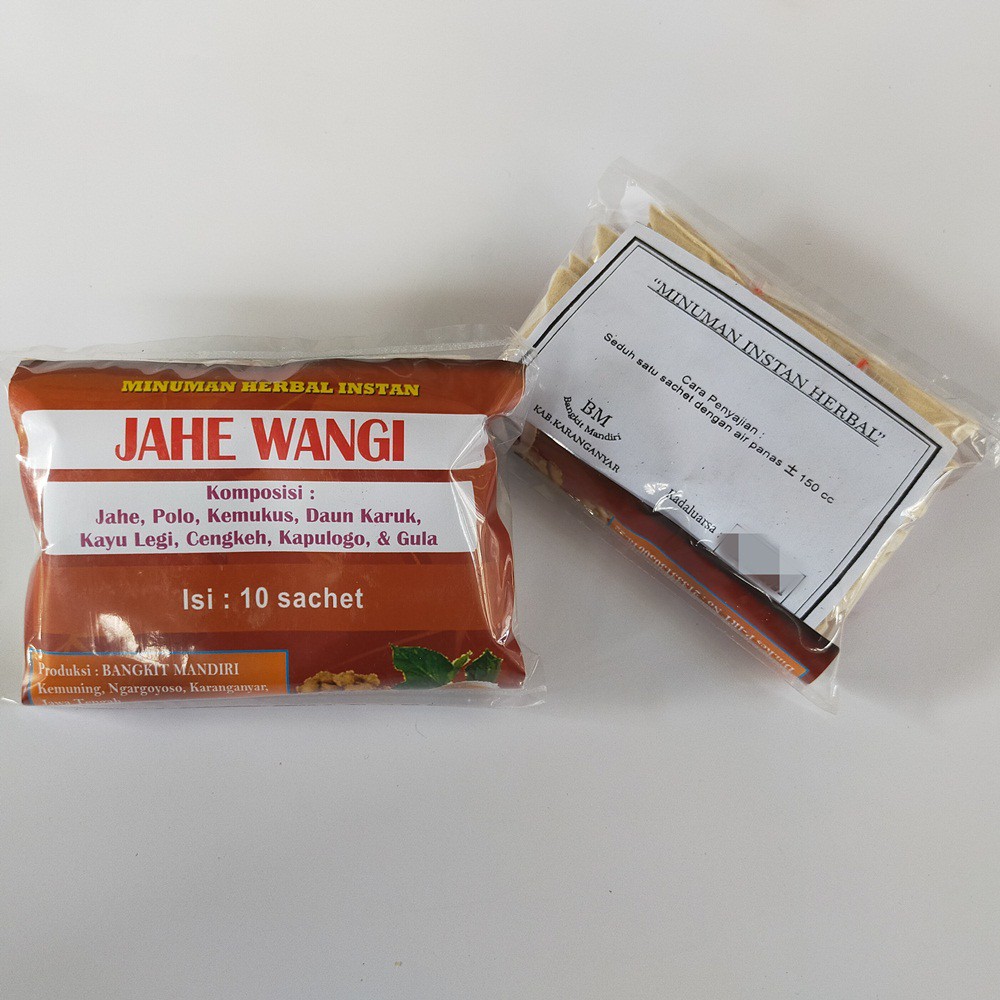 MINUMAN HERBAL INSTAN
JAHE WANGI
Komposisi :
Jahe, Polo, Kemukus, Daun Karuk,
Kayu Legi, Cengkeh, Kapulogo, & Gula
Isi : 10 sachet
Produksi : BANGKIT MANDIRI
Kemuning, Ngargoyoso, Karanganyar,
Jawa Tengah
"MINUMAN INSTAN HERBAL"
Cara Penyajian :
Seduh satu sachet dengan air panas ± 150 cc
BM
Bangkit Mandiri
KAB.KARANGANYAR
Kadaluarsa :